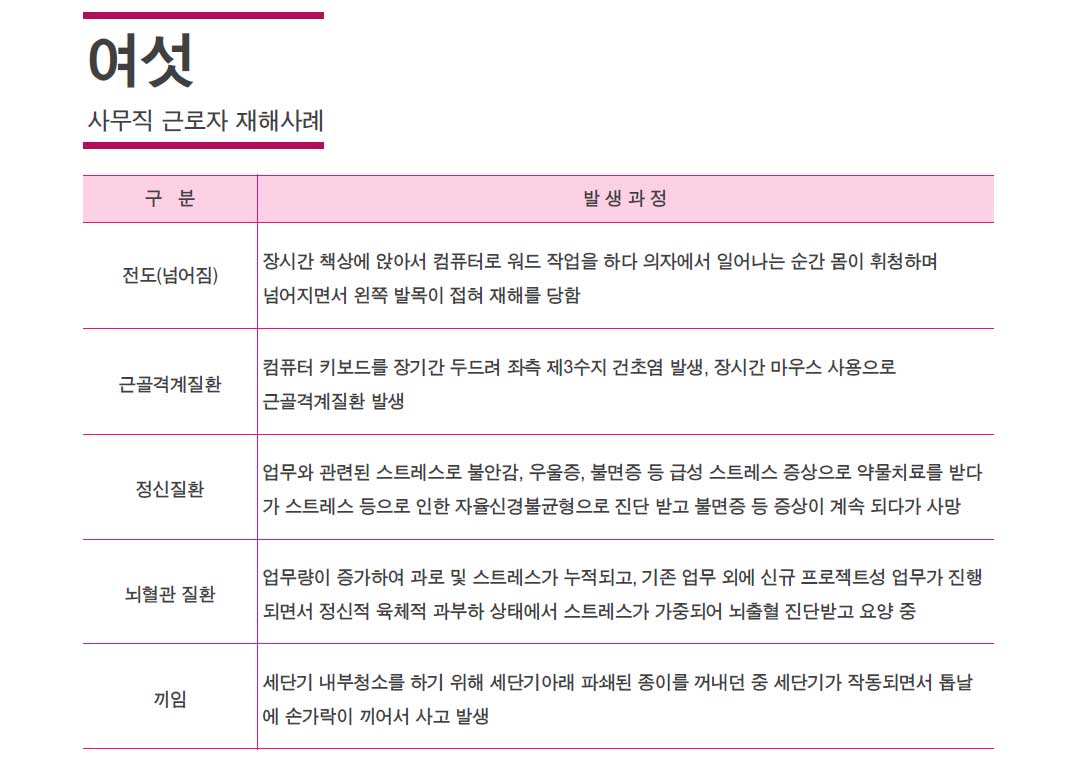 여섯
사무직 근로자 재해사례
구 분
발생과정
전도(넘어짐)
장시간 책상에 앉아서 컴퓨터로 워드 작업을 하다 의자에서 일어나는 순간 몸이 휘청하며
넘어지면서 왼쪽 발목이 접혀 재해를 당함
근골격계질환
컴퓨터 키보드를 장기간 두드려 좌측 제3수지 건초염 발생, 장시간 마우스 사용으로
근골격계질환 발생
정신질환
업무와 관련된 스트레스로 불안감, 우울증, 불면증 등 급성 스트레스 증상으로 약물치료를 받다
가 스트레스 등으로 인한 자율신경불균형으로 진단 받고 불면증 등 증상이 계속 되다가 사망
뇌혈관 질환
업무량이 증가하여 과로 및 스트레스가 누적되고, 기존 업무 외에 신규 프로젝트성 업무가 진행
되면서 정신적 육체적 과부하 상태에서 스트레스가 가중되어 뇌출혈 진단받고 요양 중
끼임
세단기 내부청소를 하기 위해 세단기아래 파쇄된 종이를 꺼내던 중 세단기가 작동되면서 톱날
에 손가락이 끼어서 사고 발생